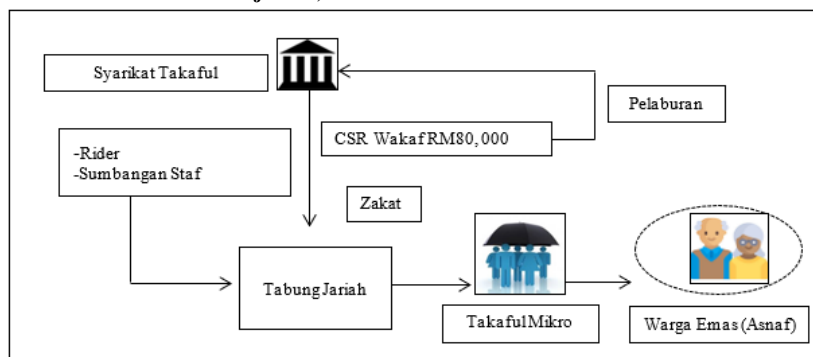 Syarikat Takaful
Pelaburan
CSR Wakaf RM80,000
-Rider
-Sumbangan Staf
Zakat
Tabung Jariah
Takaful Mikro
Warga Emas (Asnaf)